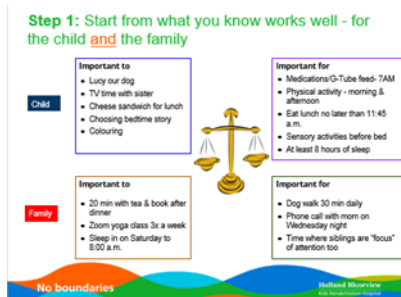 Step 1: Start from what you know works well - for
the child and the family
Child
Important to
• Lucy our dog
• TV time with sister
• Cheese sandwich for lunch
• Choosing bedtime story
• Colouring
Important for
• Medications/G-Tube feed- 7AM
• Physical activity - morning &
afternoon
• Eat lunch no later than 11:45
a.m.
• Sensory activities before bed
• At least 8 hours of sleep
Family
Important to
• 20 min with tea & book after
dinner
• Zoom yoga class 3x a week
• Sleep in on Saturday to
8:00 a.m.
Important for
• Dog walk 30 min daily
• Phone call with mom on
Wednesday night
• Time where siblings are "focus"
of attention too
No boundaries
Holland Bloorview
Kids Rehabilitation Hospital